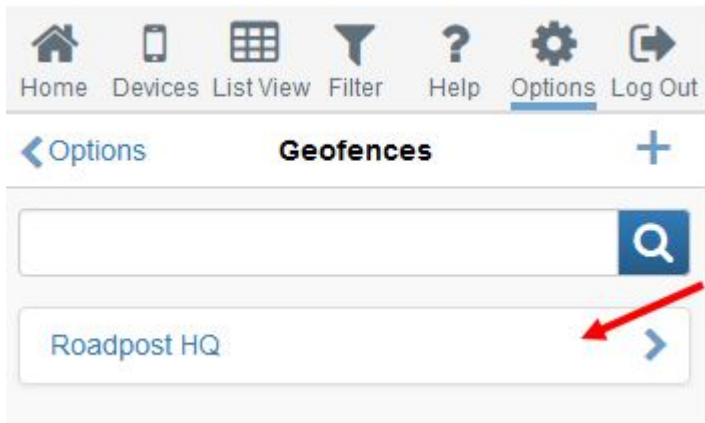 Home Devices List View Filter Help Options Log Out
Options Geofences
Roadpost HQ